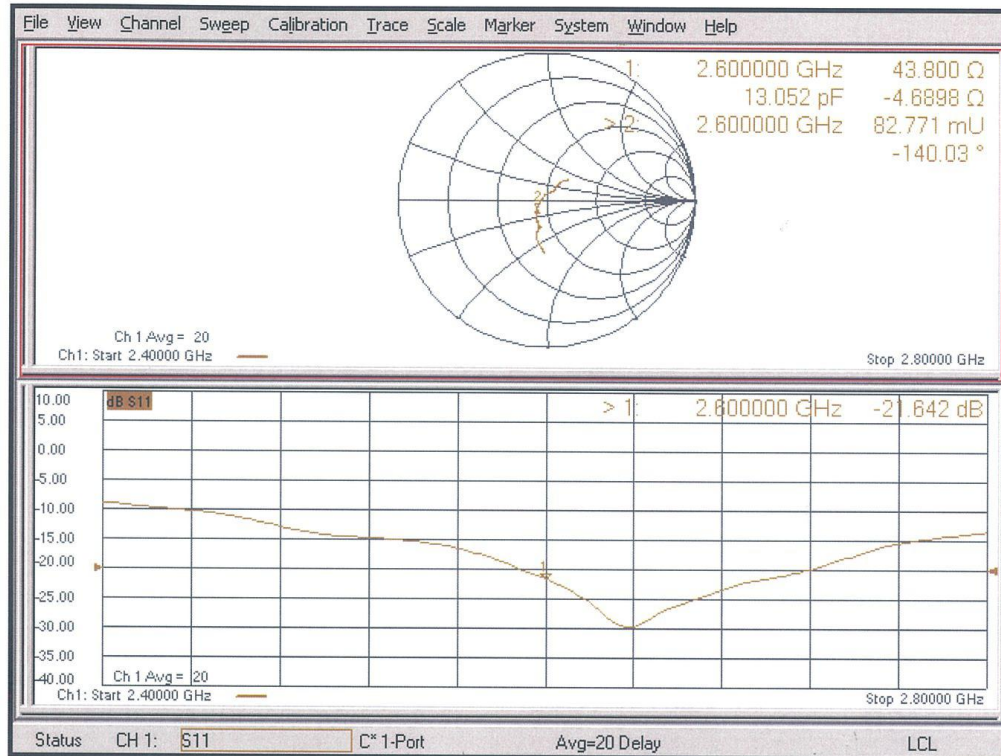 File View Channel Sweep Calibration Trace Scale Marker System Window Help
1: 2.600000 GHz 43.800 Ω
13.052 pF -4.6898 Ω
> 2: 2.600000 GHz 82.771 mU
-140.03 °
2
Ch 1 Avg = 20
Ch1: Start 2.40000 GHz Stop 2.80000 GHz
10.00 dB S11 > 1: 2.600000 GHz -21.642 dB
5.00
0.00
-5.00
-10.00
-15.00
-20.00 1
-25.00
-30.00
-35.00
-40.00 Ch 1 Avg = 20
Ch1: Start 2.40000 GHz Stop 2.80000 GHz
Status CH 1: S11 C* 1-Port Avg=20 Delay LCL